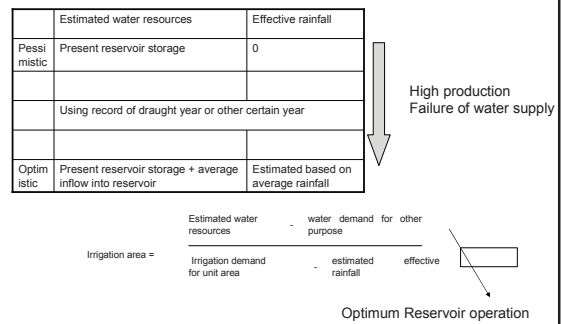 Estimated water resources Effective rainfall
Pessi
mistic
Present reservoir storage 0
Using record of draught year or other certain year
Optim
istic
Present reservoir storage + average
inflow into reservoir
Estimated based on
average rainfall
High production
Failure of water supply
Irrigation area =
Estimated water
resources
-
water demand for other
purpose
Irrigation demand
for unit area
-
estimated effective
rainfall
Optimum Reservoir operation